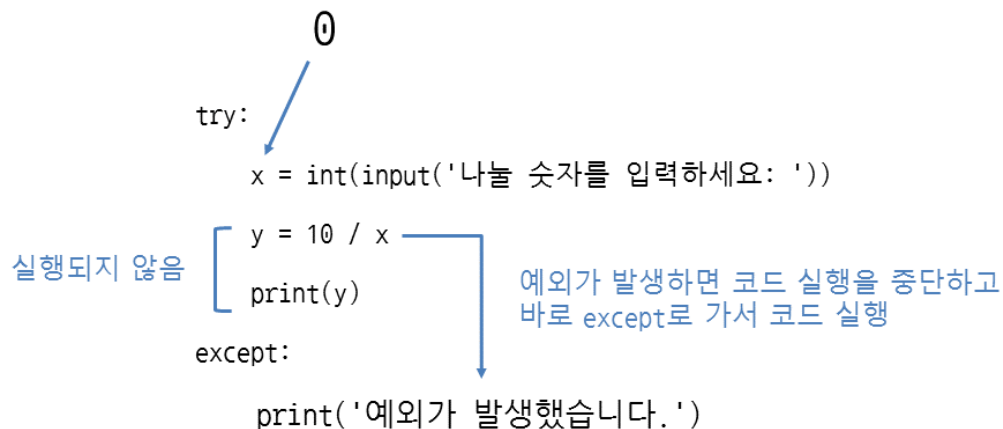 0
try:
x = int(input('나눌 숫자를 입력하세요: '))
y = 10 / x
실행되지 않음
print(y)
예외가 발생하면 코드 실행을 중단하고
바로 except로 가서 코드 실행
except:
print('예외가 발생했습니다.')